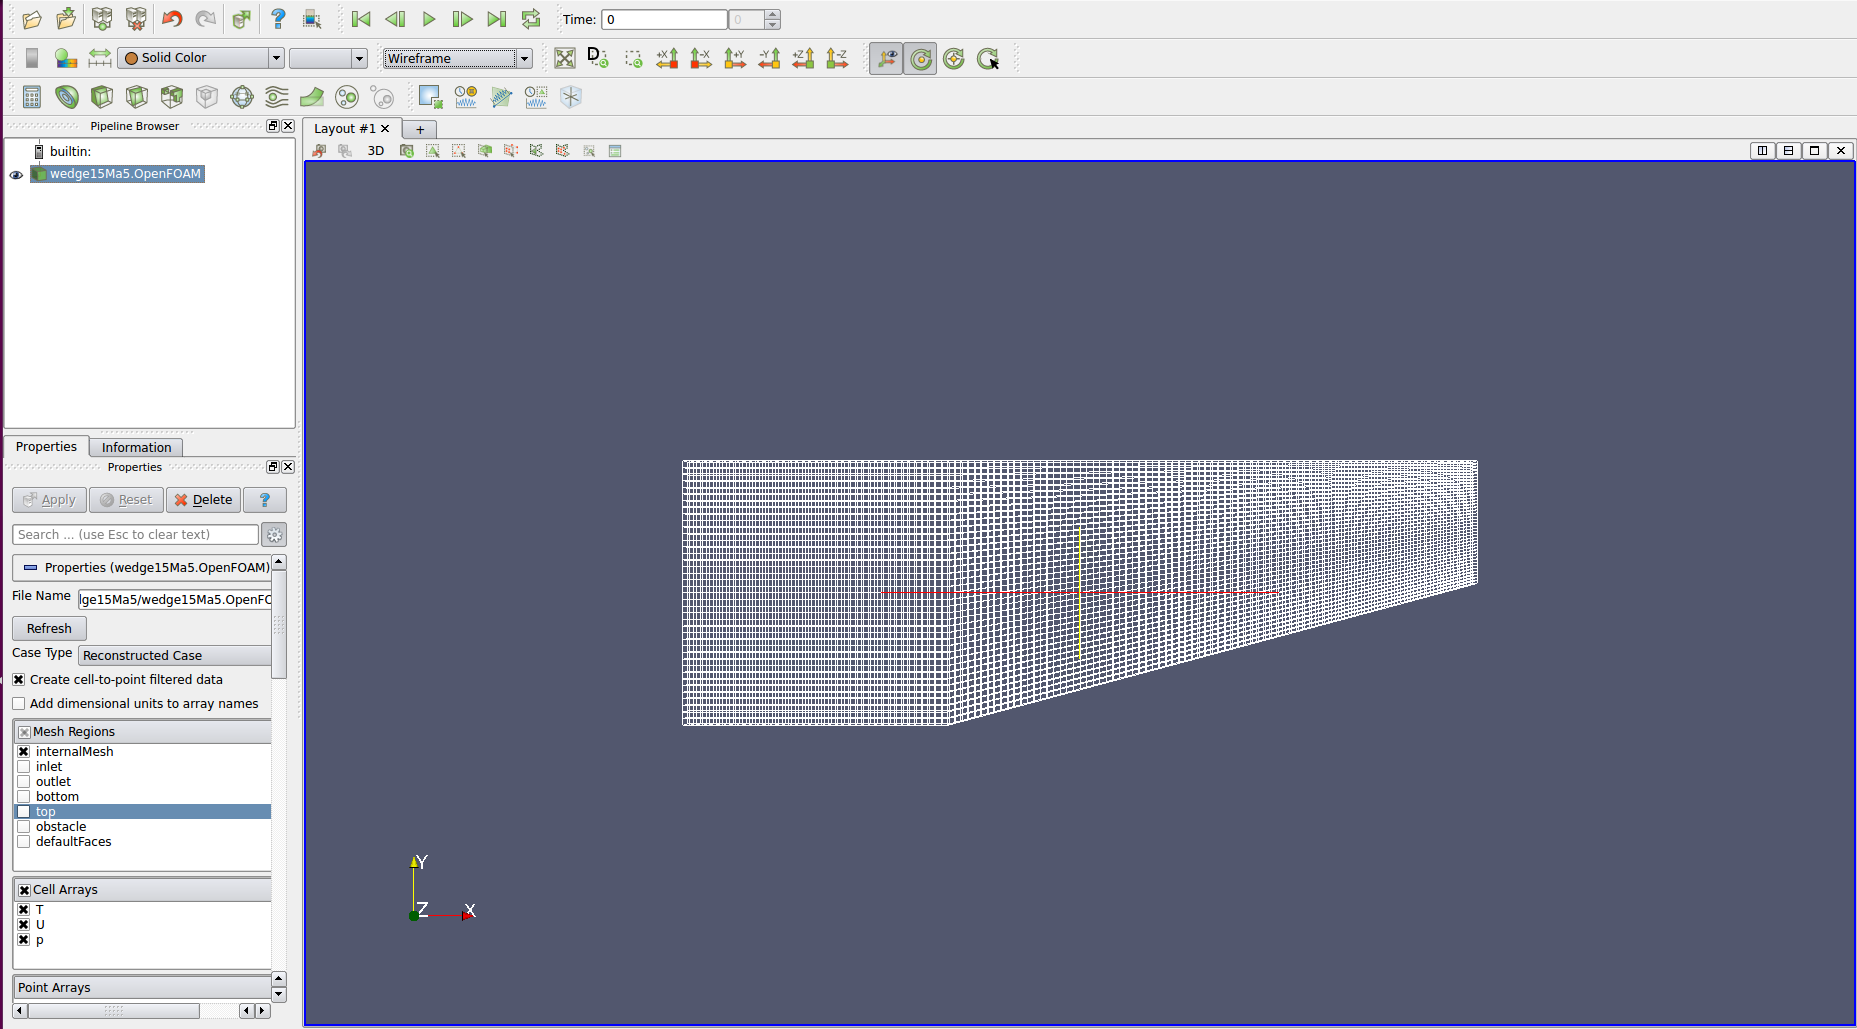 Time: 0 0
Solid Color Wireframe D +X -X +Y -Y +Z -Z
Pipeline Browser
Layout #1 +
3D
builtin:
wedge15Ma5.OpenFOAM
Properties Information
Properties
Apply Reset Delete ?
Search ... (use Esc to clear text)
Properties (wedge15Ma5.OpenFOAM)
File Name ge15Ma5/wedge15Ma5.OpenFO
Refresh
Case Type Reconstructed Case
Create cell-to-point filtered data
Add dimensional units to array names
Mesh Regions
internalMesh
inlet
outlet
bottom
top
obstacle
defaultFaces
Cell Arrays
T
U
p
Point Arrays
Y
Z X